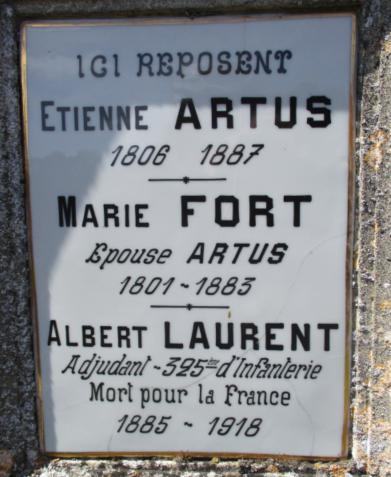 ICI REPOSENT
ETIENNE ARTUS
1806 1887
MARIE FORT
Epouse ARTUS
1801 - 1883
ALBERT LAURENT
Adjudant - 325ème d'Infanterie
Mort pour la France
1885 - 1918